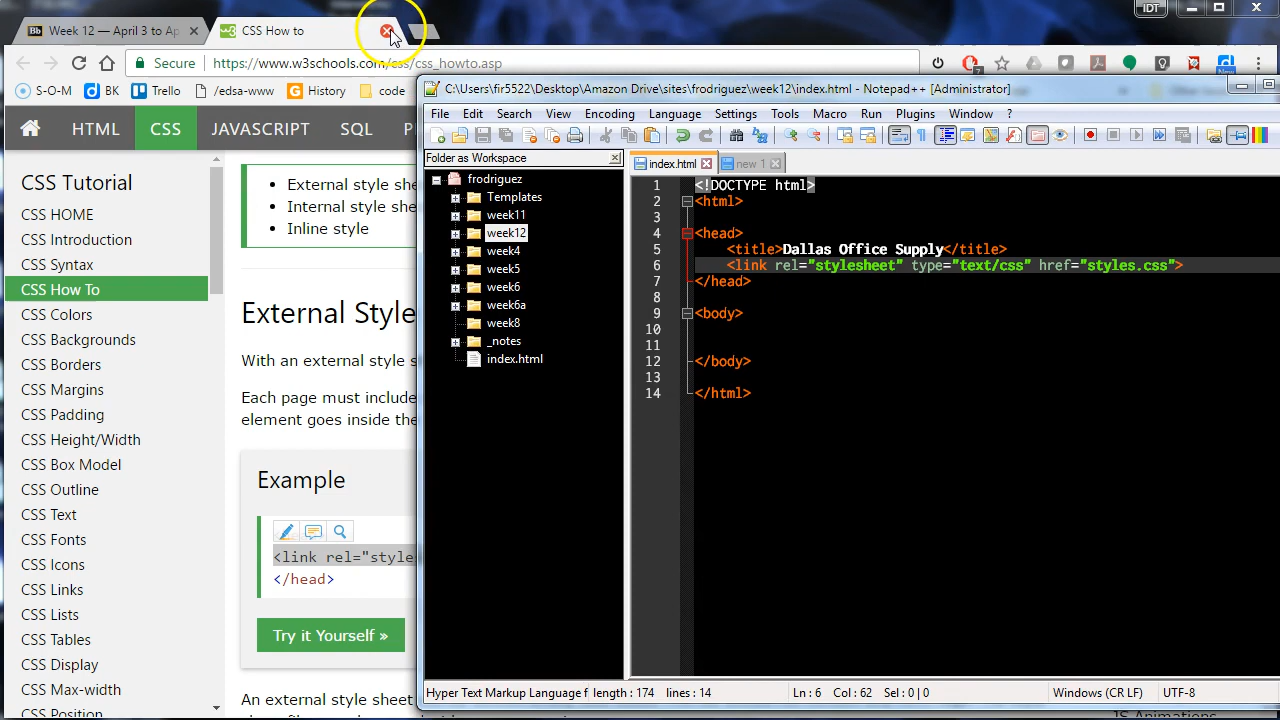 IDT
Week 12 — April 3 to Ap
CSS How to
Secure
https://www.w3schools.com/css/css_howto.asp
S-O-M
BK
Trello
/edsa-work
History
code
7
New
C:\Users\fir5522\Desktop\Amazon Drive\sites\frodriguez\week12\index.html - Notepad++ [Administrator]
File Edit Search View Encoding Language Settings Tools Macro Run Plugins Window ?
HTML
CSS
JAVASCRIPT
SQL
Folder as Workspace
index.html
new 1
frodriguez
Templates
week11
week12
week4
week5
week6
week6a
week8
_notes
index.html
1 <!DOCTYPE html>
2 <html>
3
4 <head>
5 <title>Dallas Office Supply</title>
6 <link rel="stylesheet" type="text/css" href="styles.css">
7 </head>
8
9 <body>
10
11
12 </body>
13
14 </html>
CSS Tutorial
CSS HOME
CSS Introduction
CSS Syntax
CSS How To
CSS Colors
CSS Backgrounds
CSS Borders
CSS Margins
CSS Padding
CSS Height/Width
CSS Box Model
CSS Outline
CSS Text
CSS Fonts
CSS Icons
CSS Links
CSS Lists
CSS Tables
CSS Display
CSS Max-width
CSS Position
External style she
Internal style she
Inline style
External Style
With an external style s
Each page must include
element goes inside the
Example
<link rel="style
</head>
Try it Yourself »
An external style sheet
Hyper Text Markup Language f
length : 174 lines : 14
Ln : 6 Col : 62 Sel : 0 | 0
Windows (CR LF)
UTF-8
JS Animations